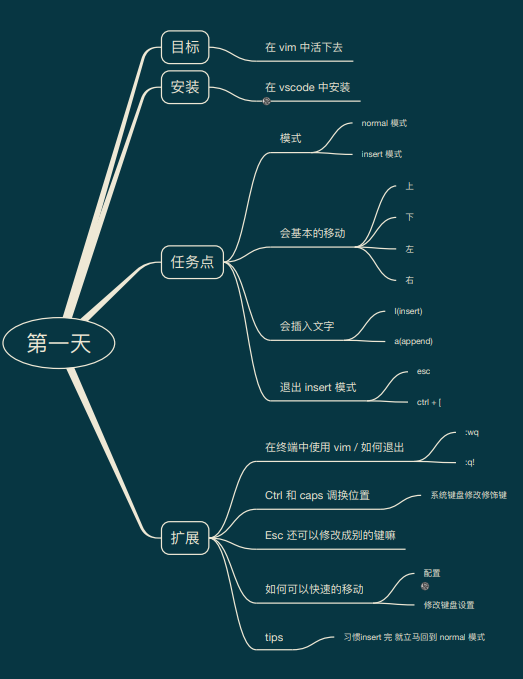 第一天
目标
在 vim 中活下去
安装
在 vscode 中安装
任务点
模式
normal 模式
insert 模式
会基本的移动
上
下
左
右
会插入文字
I(insert)
a(append)
退出 insert 模式
esc
ctrl + [
扩展
在终端中使用 vim / 如何退出
:wq
:q!
Ctrl 和 caps 调换位置
系统键盘修改修饰键
Esc 还可以修改成别的键嘛
如何可以快速的移动
配置
修改键盘设置
tips
习惯insert 完 就立马回到 normal 模式